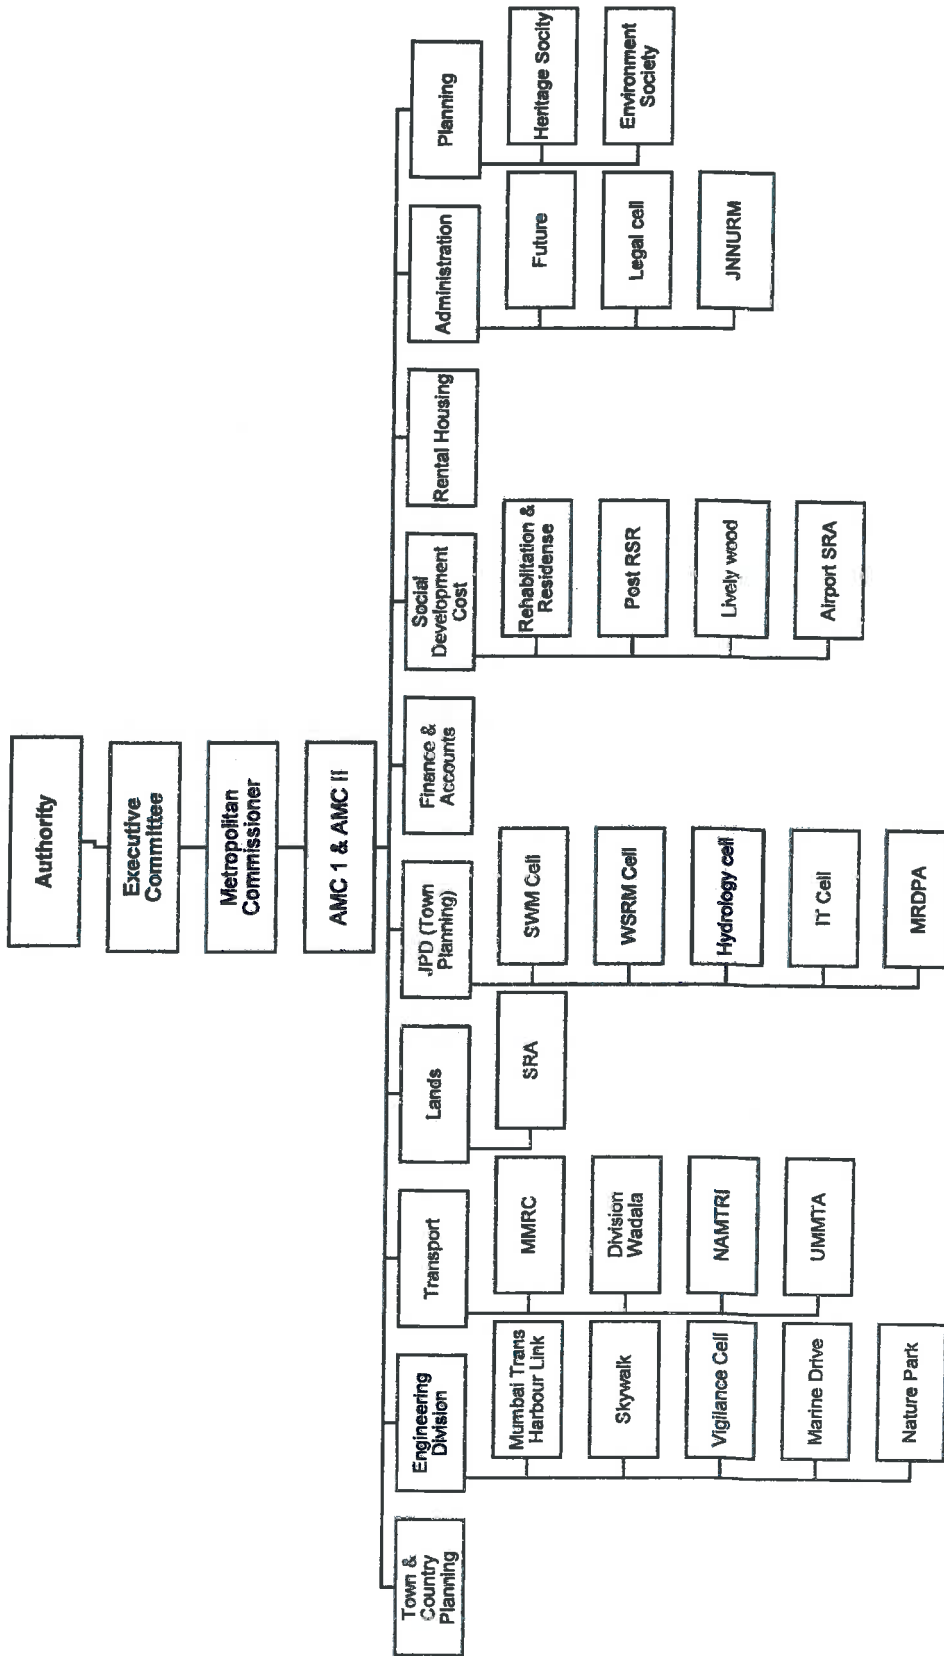 Authority
Executive
Committee
Metropolitan
Commissioner
AMC 1 & AMC II
Town &
Country
Planning
Engineering
Division
Mumbai Trans
Harbour Link
Skywalk
Vigilance Cell
Marine Drive
Nature Park
Transport
MMRC
Division
Wadala
NAMTRI
UMMTA
Lands
SRA
JPD (Town
Planning)
SWM Cell
WSRM Cell
Hydrology cell
IT Cell
MRDPA
Finance &
Accounts
Social
Development
Cost
Rehabliltation &
Residense
Post RSR
Lively wood
Airport SRA
Rental Housing
Administration
Future
Legal cell
JNNURM
Planning
Heritage Socity
Environment
Society